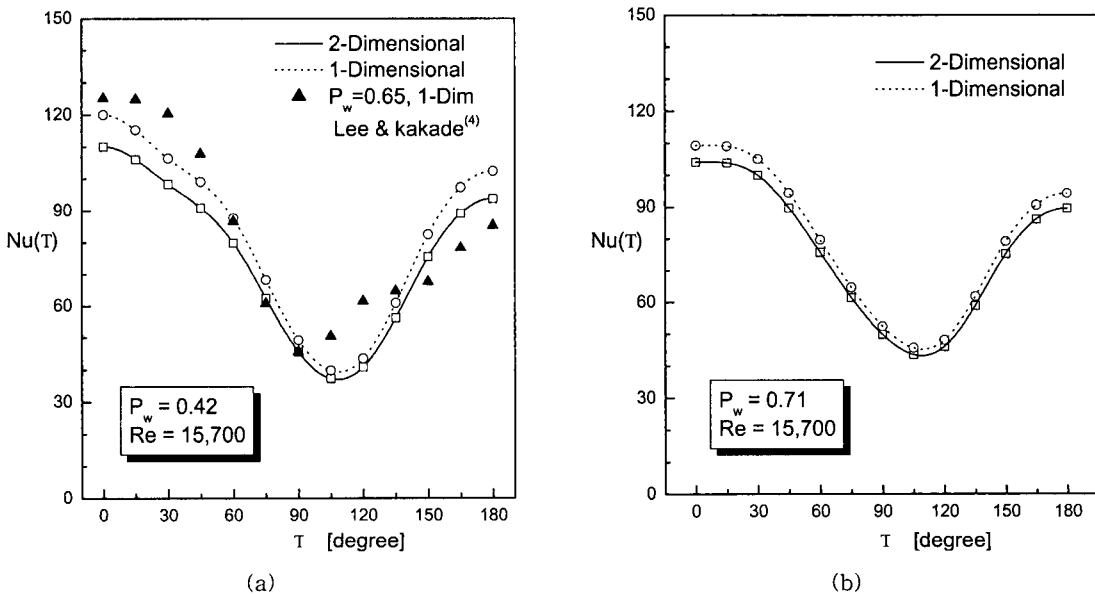 150
120
90
60
30
0
Nu(T)
2-Dimensional
1-Dimensional
P_w=0.65, 1-Dim
Lee & kakade(4)
P_w = 0.42
Re = 15,700
0 30 60 90 120 150 180
T [degree]
(a)
150
120
90
60
30
0
Nu(T)
2-Dimensional
1-Dimensional
P_w = 0.71
Re = 15,700
0 30 60 90 120 150 180
T [degree]
(b)